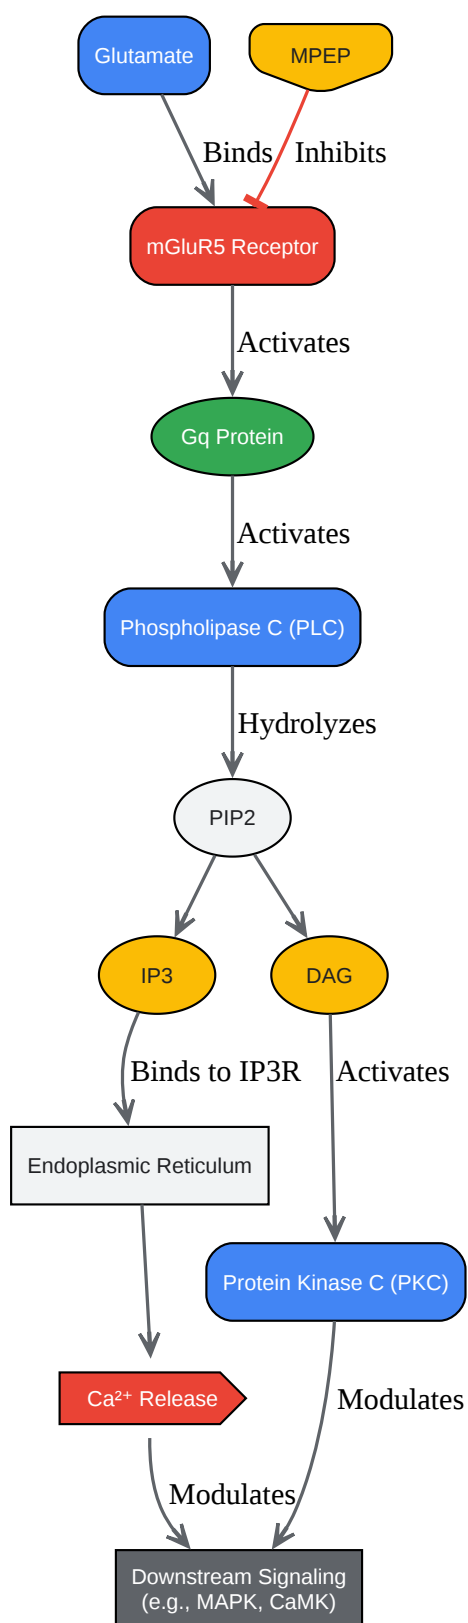 Glutamate
MPEP
Binds
Inhibits
mGluR5 Receptor
Activates
Gq Protein
Activates
Phospholipase C (PLC)
Hydrolyzes
PIP2
IP3
DAG
Binds to IP3R
Activates
Endoplasmic Reticulum
Protein Kinase C (PKC)
Ca²⁺ Release
Modulates
Modulates
Downstream Signaling
(e.g., MAPK, CaMK)